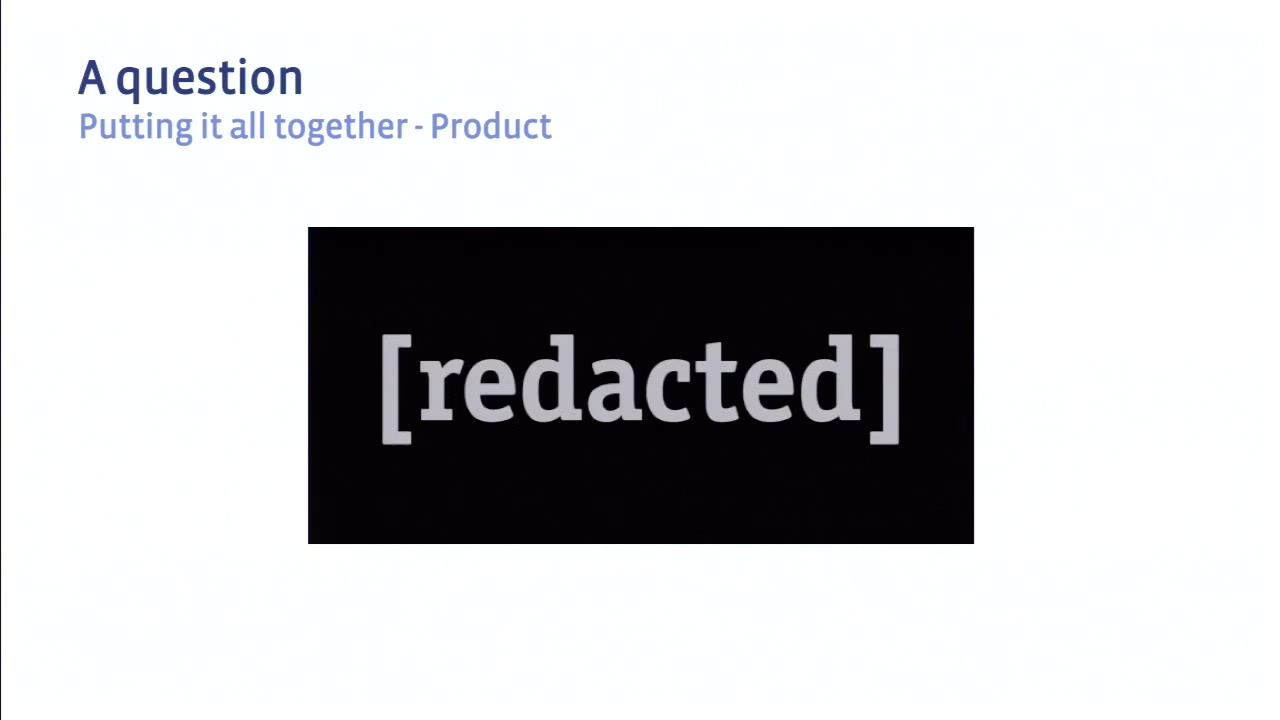 A question
Putting it all together - Product
[redacted]